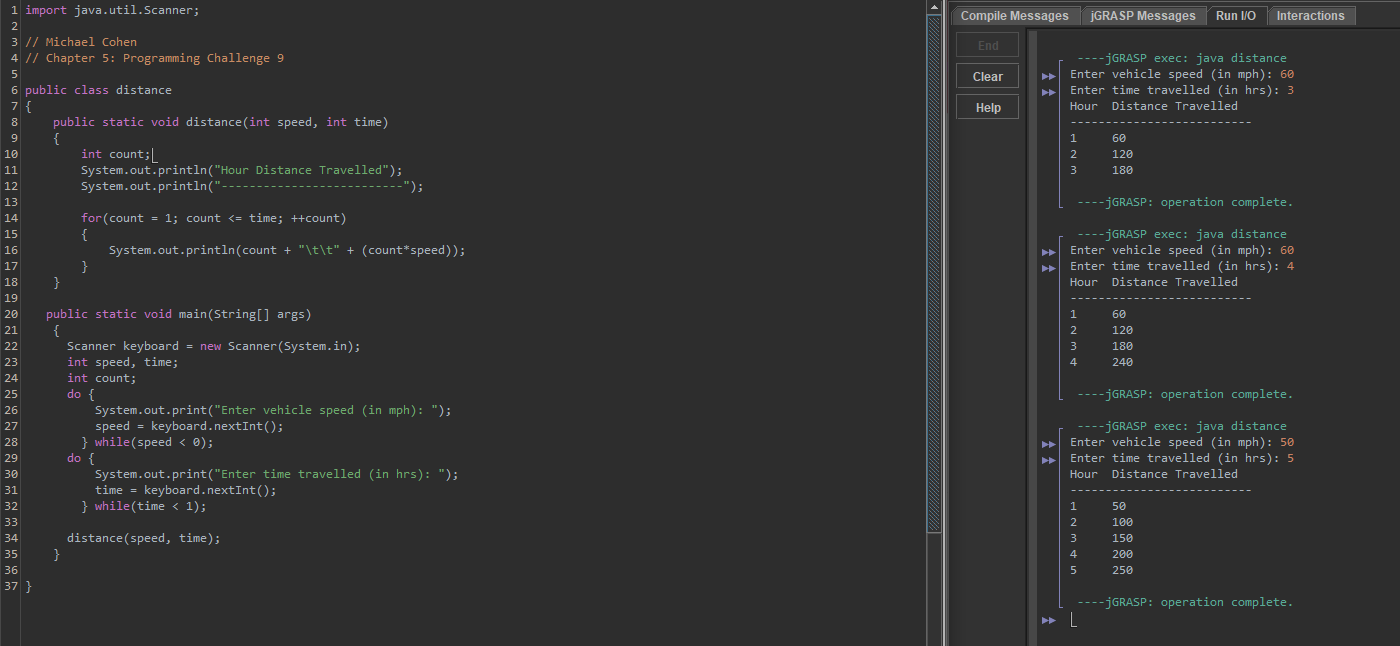 1 import java.util.Scanner;
2
3 // Michael Cohen
4 // Chapter 5: Programming Challenge 9
5
6 public class distance
7 {
8     public static void distance(int speed, int time)
9     {
10         int count;
11         System.out.println("Hour Distance Travelled");
12         System.out.println("--------------------------");
13
14         for(count = 1; count <= time; ++count)
15         {
16             System.out.println(count + "\t\t" + (count*speed));
17         }
18     }
19
20    public static void main(String[] args)
21     {
22       Scanner keyboard = new Scanner(System.in);
23       int speed, time;
24       int count;
25       do {
26           System.out.print("Enter vehicle speed (in mph): ");
27           speed = keyboard.nextInt();
28         } while(speed < 0);
29       do {
30           System.out.print("Enter time travelled (in hrs): ");
31           time = keyboard.nextInt();
32         } while(time < 1);
33
34       distance(speed, time);
35     }
36
37 }
Compile Messages jGRASP Messages Run I/O Interactions
End
Clear
Help
----jGRASP exec: java distance
Enter vehicle speed (in mph): 60
Enter time travelled (in hrs): 3
Hour  Distance Travelled
--------------------------
1     60
2     120
3     180
----jGRASP: operation complete.
----jGRASP exec: java distance
Enter vehicle speed (in mph): 60
Enter time travelled (in hrs): 4
Hour  Distance Travelled
--------------------------
1     60
2     120
3     180
4     240
----jGRASP: operation complete.
----jGRASP exec: java distance
Enter vehicle speed (in mph): 50
Enter time travelled (in hrs): 5
Hour  Distance Travelled
--------------------------
1     50
2     100
3     150
4     200
5     250
----jGRASP: operation complete.